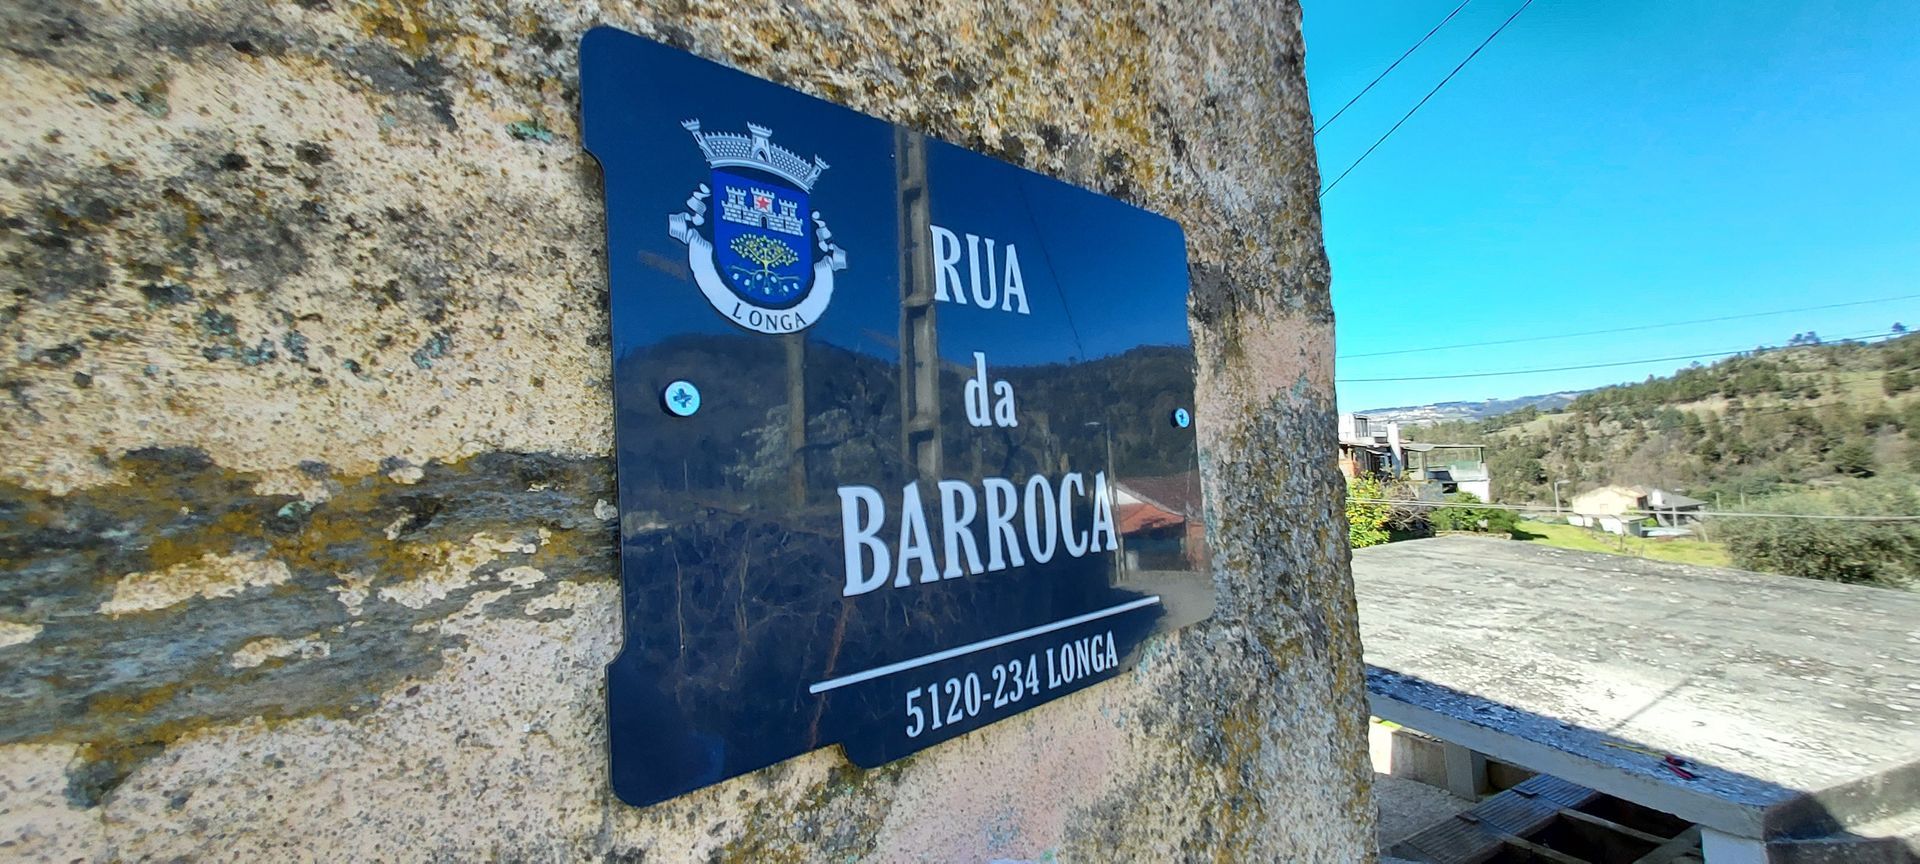 LONGA
RUA
da
BARROCA
5120-234 LONGA